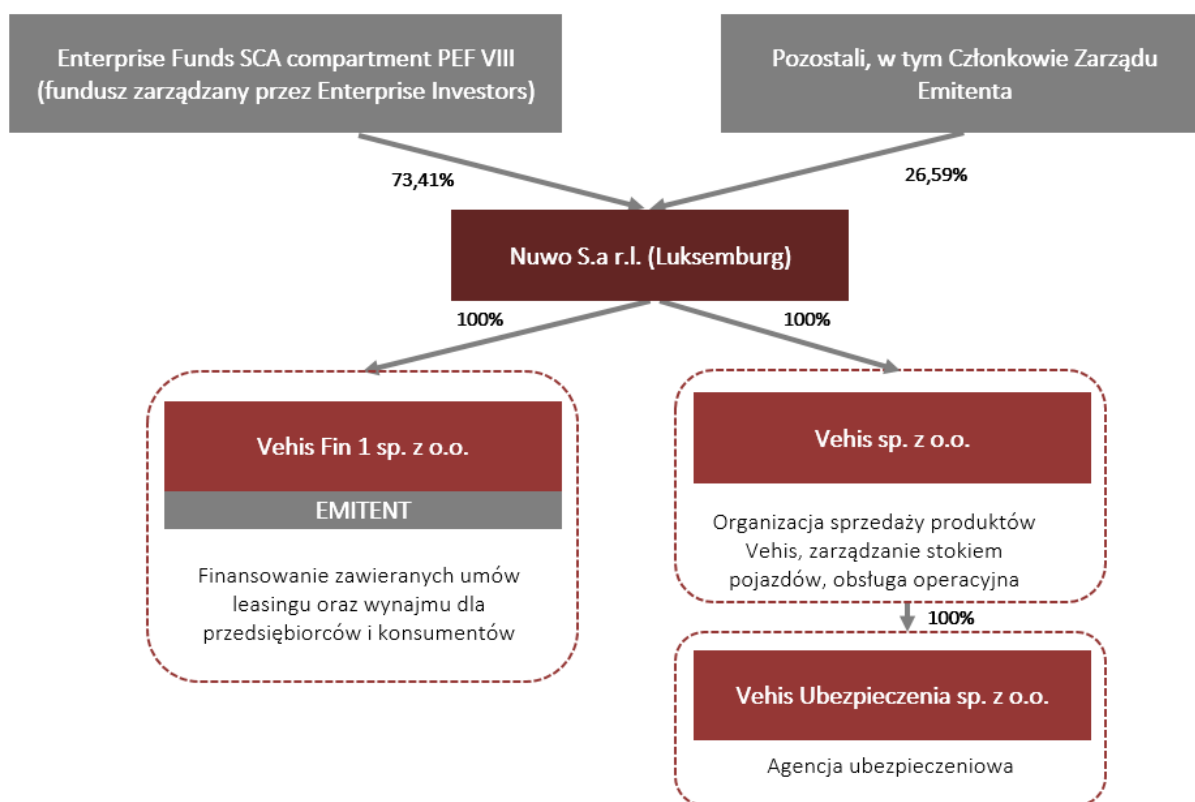 Enterprise Funds SCA compartment PEF VIII
(fundusz zarządzany przez Enterprise Investors)
Pozostali, w tym Członkowie Zarządu
Emitenta
73,41%
26,59%
Nuwo S.a r.l. (Luksemburg)
100%
100%
Vehis Fin 1 sp. z o.o.
EMITENT
Finansowanie zawieranych umów
leasingu oraz wynajmu dla
przedsiębiorców i konsumentów
Vehis sp. z o.o.
Organizacja sprzedaży produktów
Vehis, zarządzanie stokiem
pojazdów, obsługa operacyjna
100%
Vehis Ubezpieczenia sp. z o.o.
Agencja ubezpieczeniowa